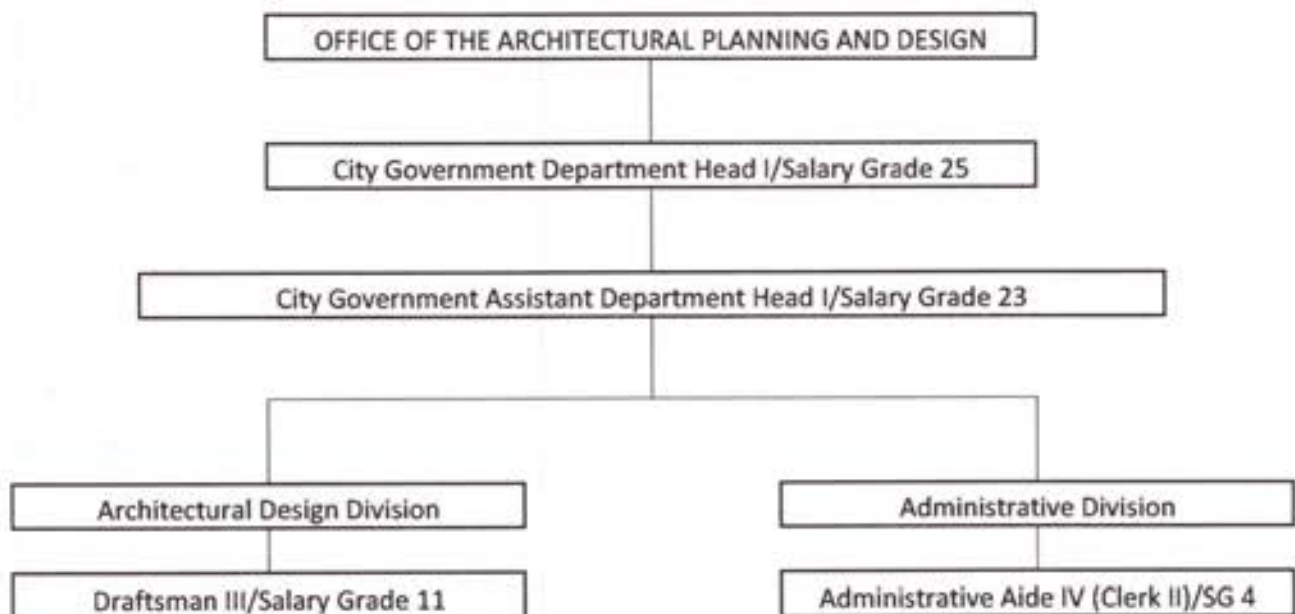 OFFICE OF THE ARCHITECTURAL PLANNING AND DESIGN
City Government Department Head I/Salary Grade 25
City Government Assistant Department Head I/Salary Grade 23
Architectural Design Division
Administrative Division
Draftsman III/Salary Grade 11
Administrative Aide IV (Clerk II)/SG 4